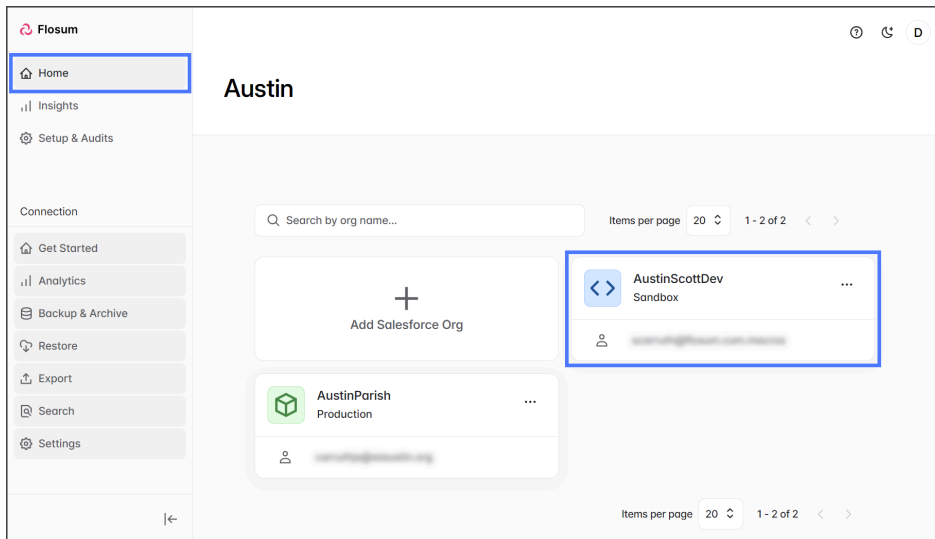 Flosum
D
Home
Insights
Setup & Audits
Austin
Connection
Get Started
Analytics
Backup & Archive
Restore
Export
Search
Settings
Search by org name...
Items per page 20 1 - 2 of 2
Add Salesforce Org
AustinScottDev
Sandbox
AustinParish
Production
Items per page 20 1 - 2 of 2